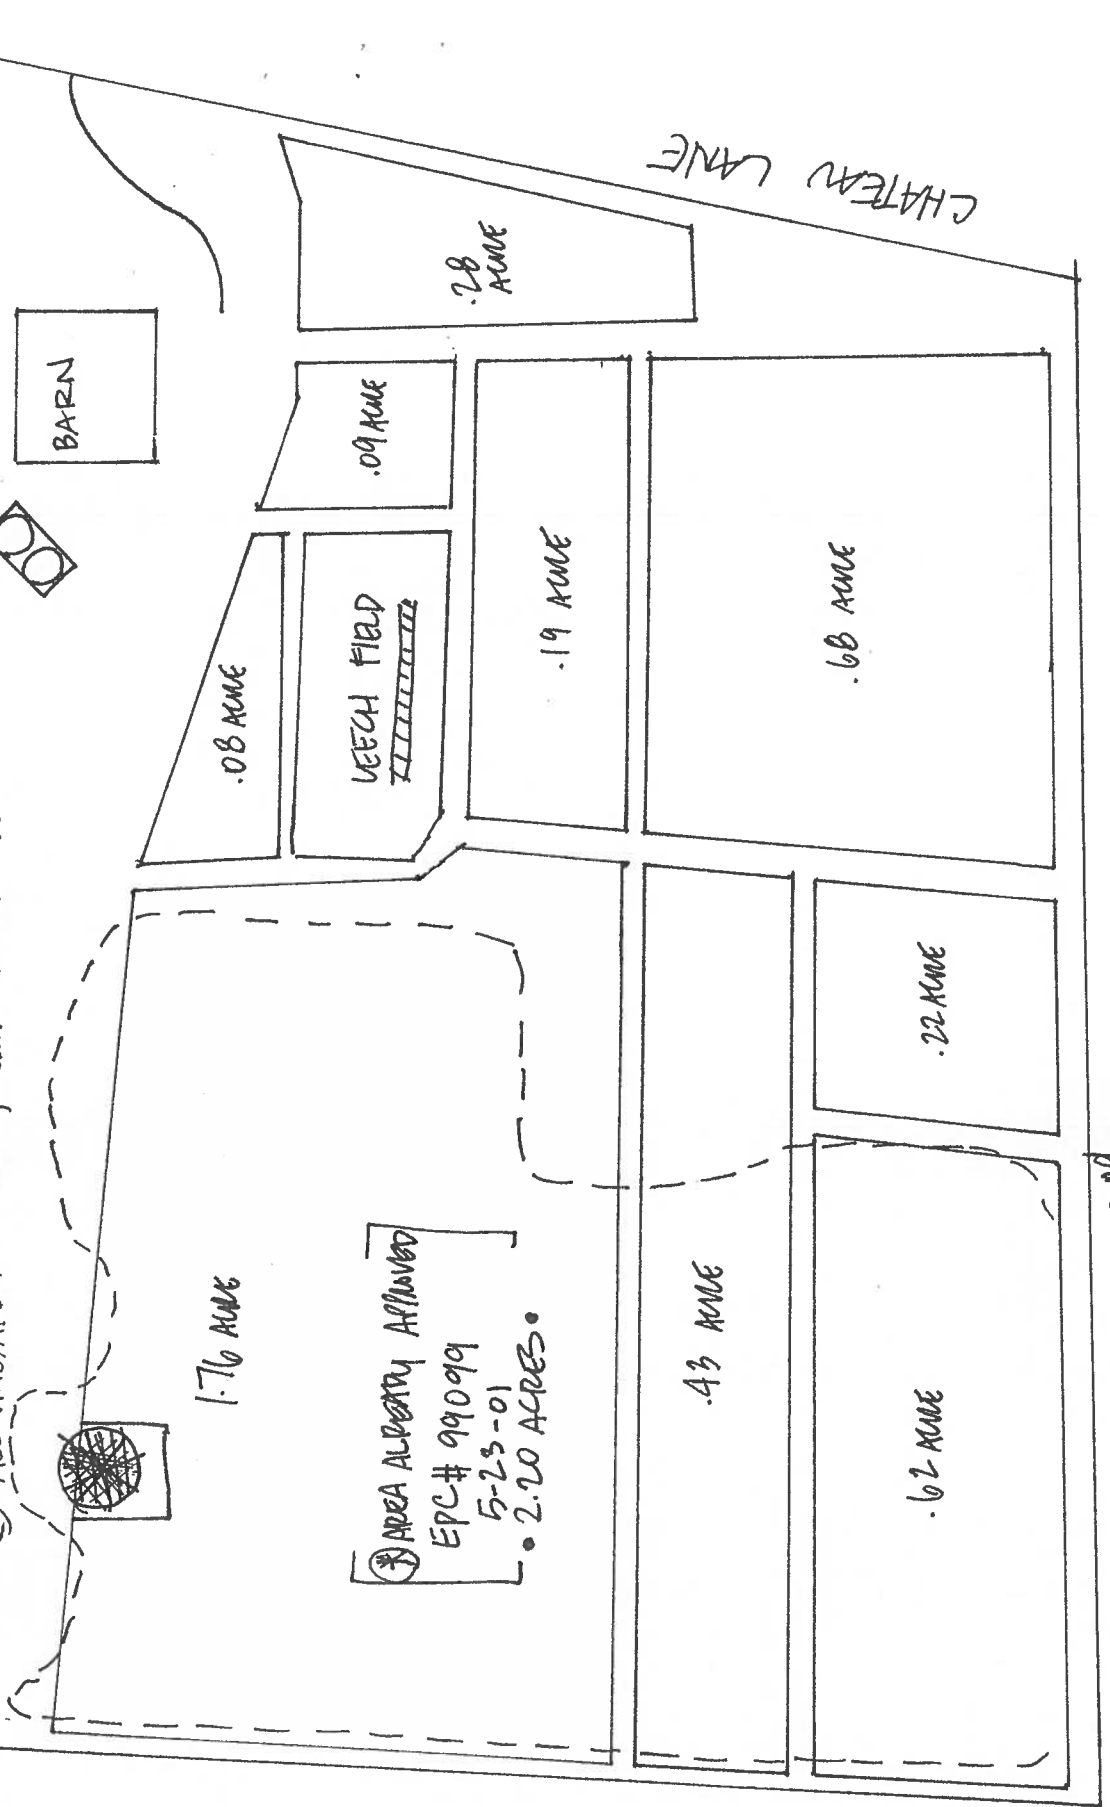 BARN
CHATEAU LANE
.28
ACRE
.09 ACRE
.08 ACRE
LEECH FIELD
.19 ACRE
.68 ACRE
1.76 ACRE
AREA ALREADY APPROVED
EPC# 99099
5-23-01
• 2.20 ACRES •
.43 ACRE
.22 ACRE
.62 ACRE